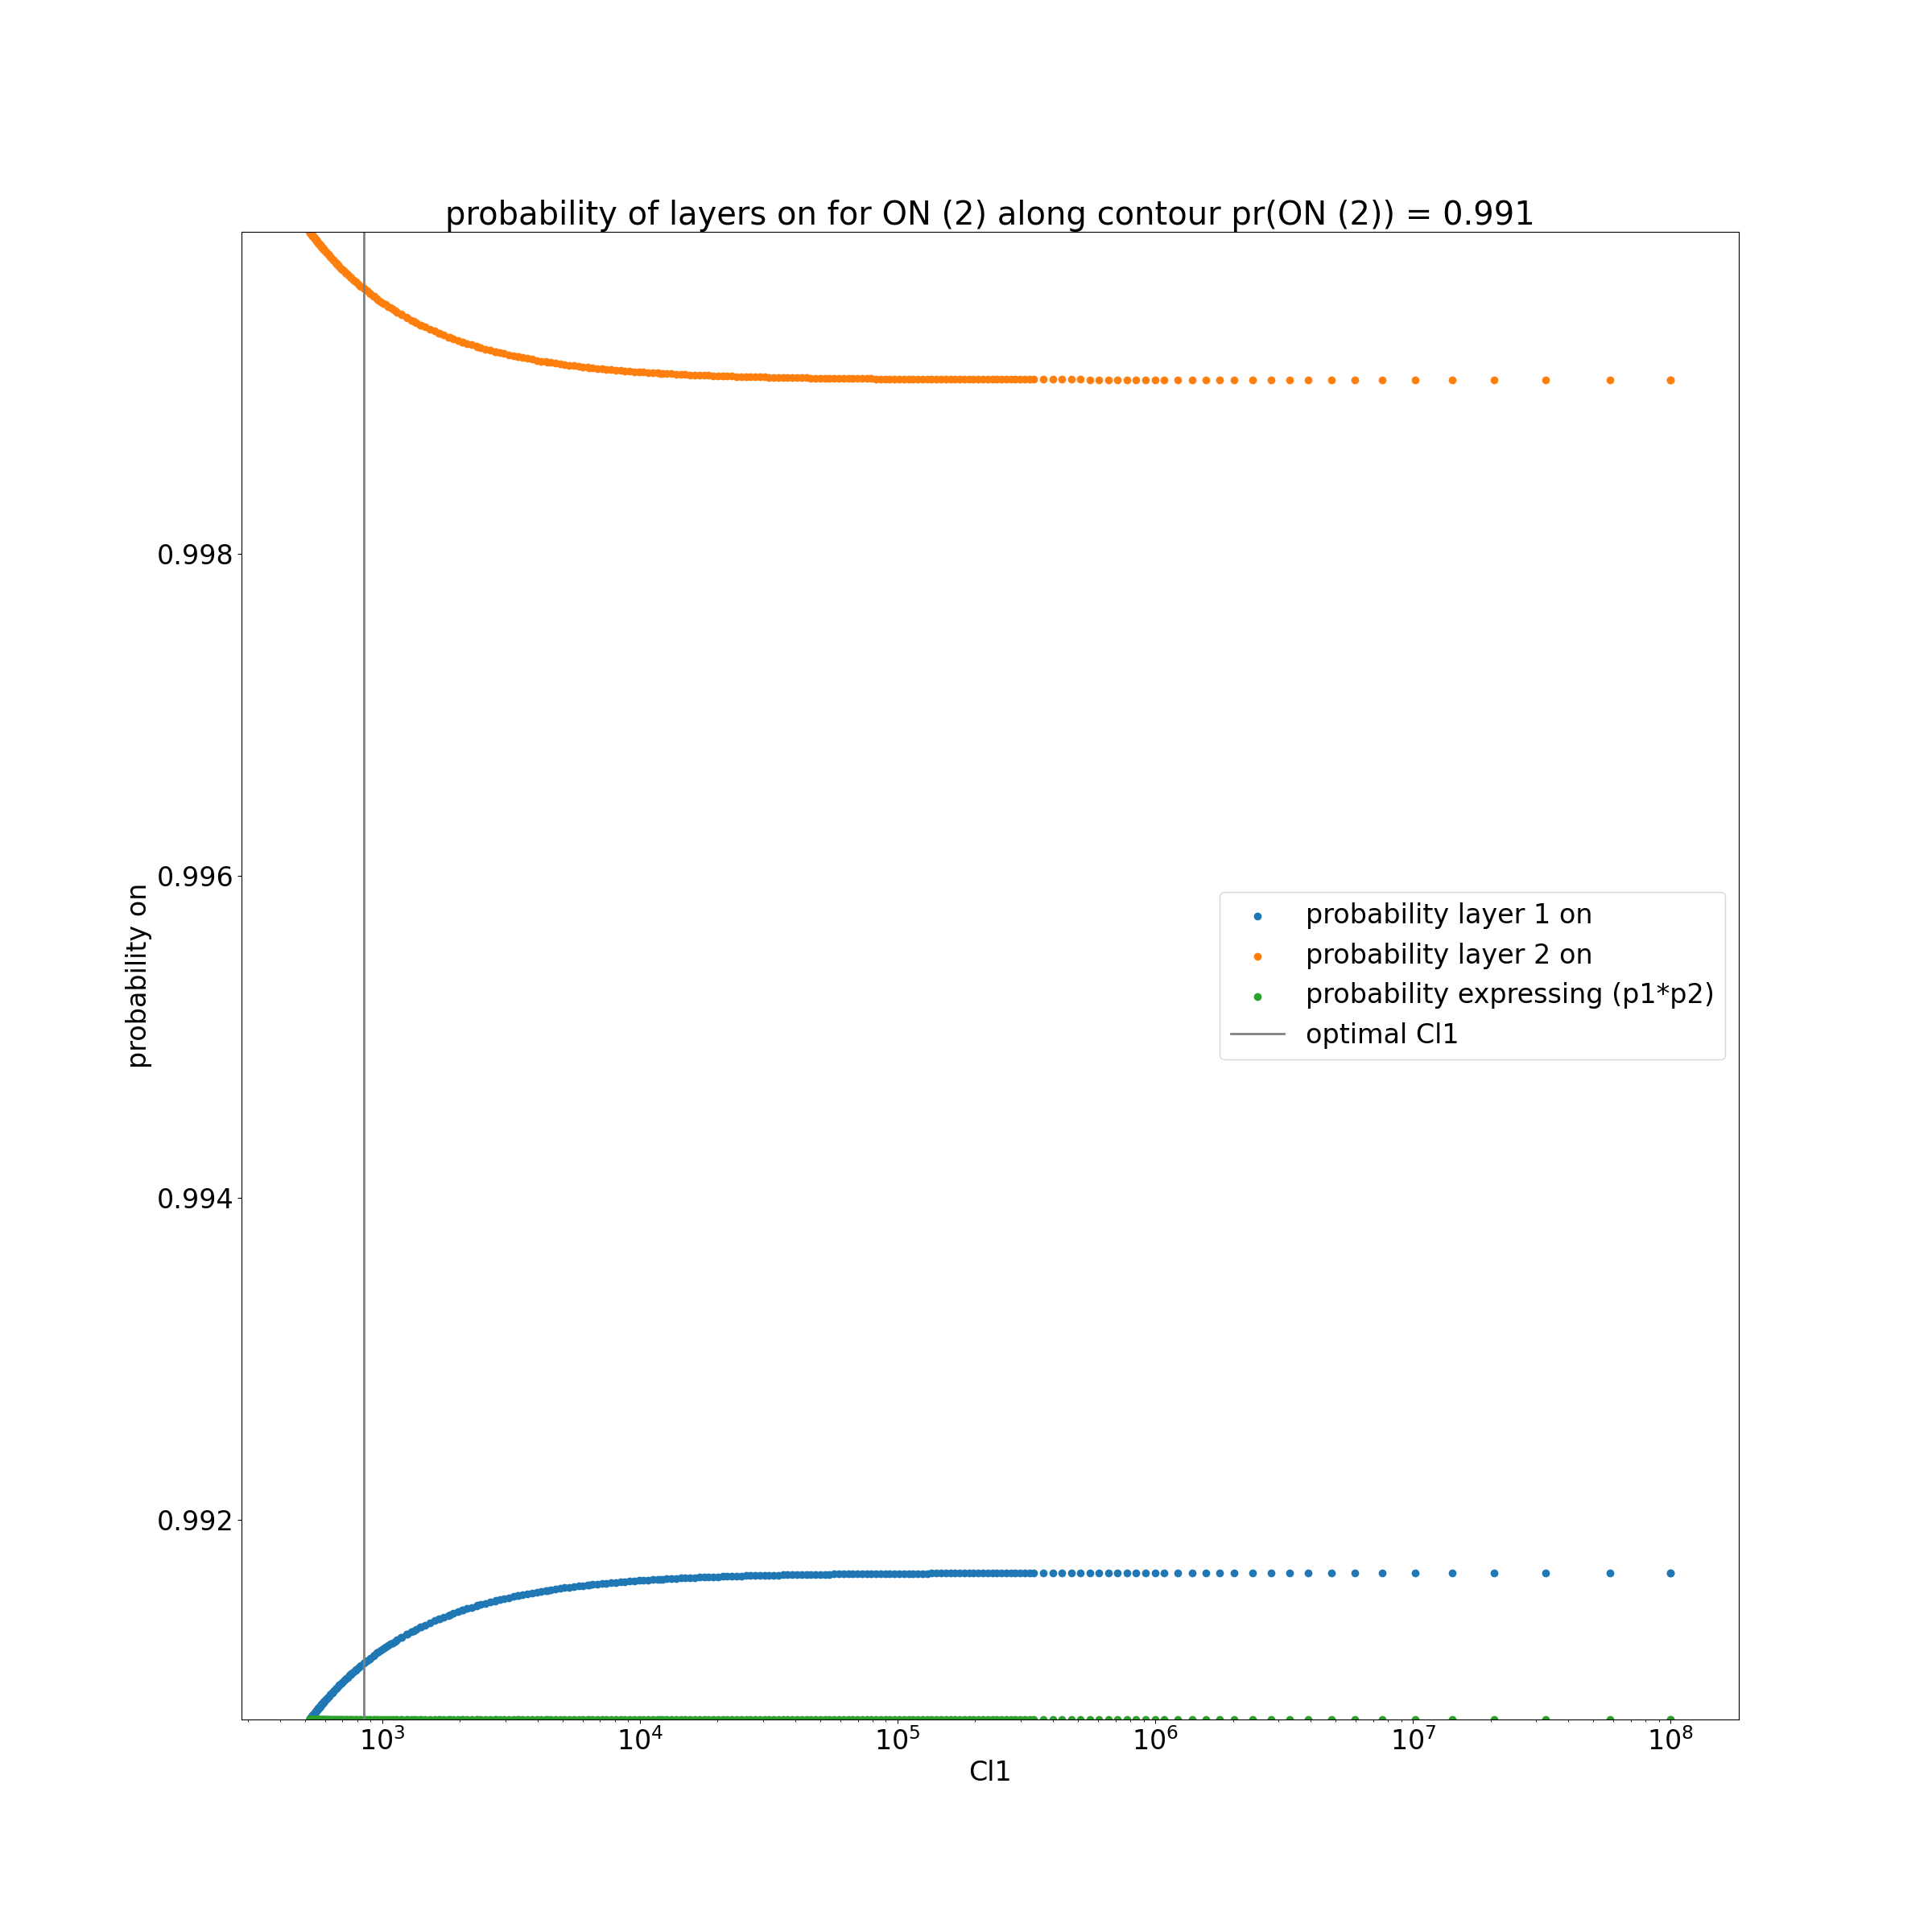 probability of layers on for ON (2) along contour pr(ON (2)) = 0.991
probability on
0.998
0.996
0.994
0.992
probability layer 1 on
probability layer 2 on
probability expressing (p1*p2)
optimal Cl1
10³ 10⁴ 10⁵ 10⁶ 10⁷ 10⁸
Cl1